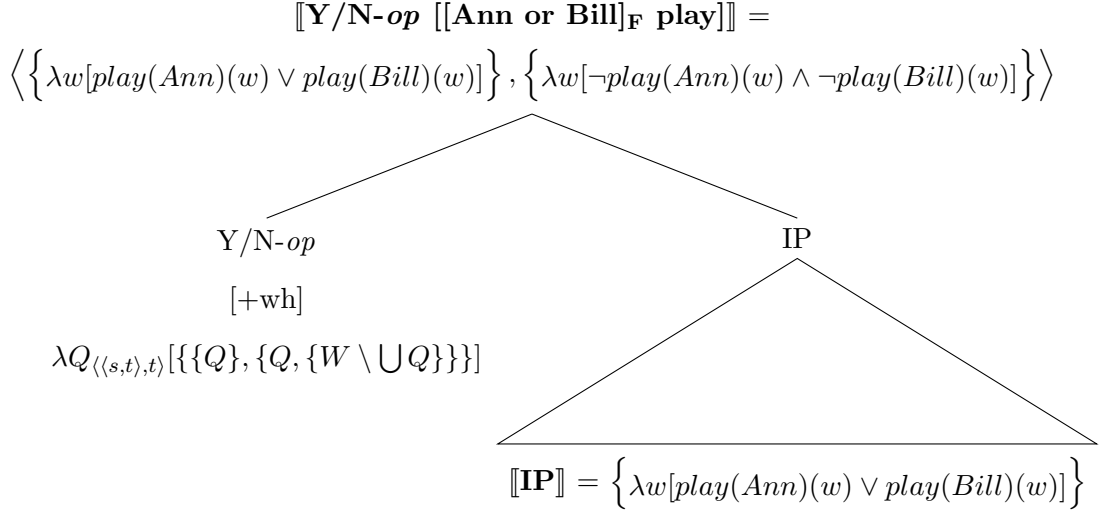 ⟦Y/N-op [[Ann or Bill]F play]⟧ =
⟨{λw[play(Ann)(w) ∨ play(Bill)(w)]}, {λw[¬play(Ann)(w) ∧ ¬play(Bill)(w)]}⟩
Y/N-op IP
[+wh]
λQ⟨⟨s,t⟩,t⟩[{{Q}, {Q, {W \ ⋃ Q}}}]
⟦IP⟧ = {λw[play(Ann)(w) ∨ play(Bill)(w)]}